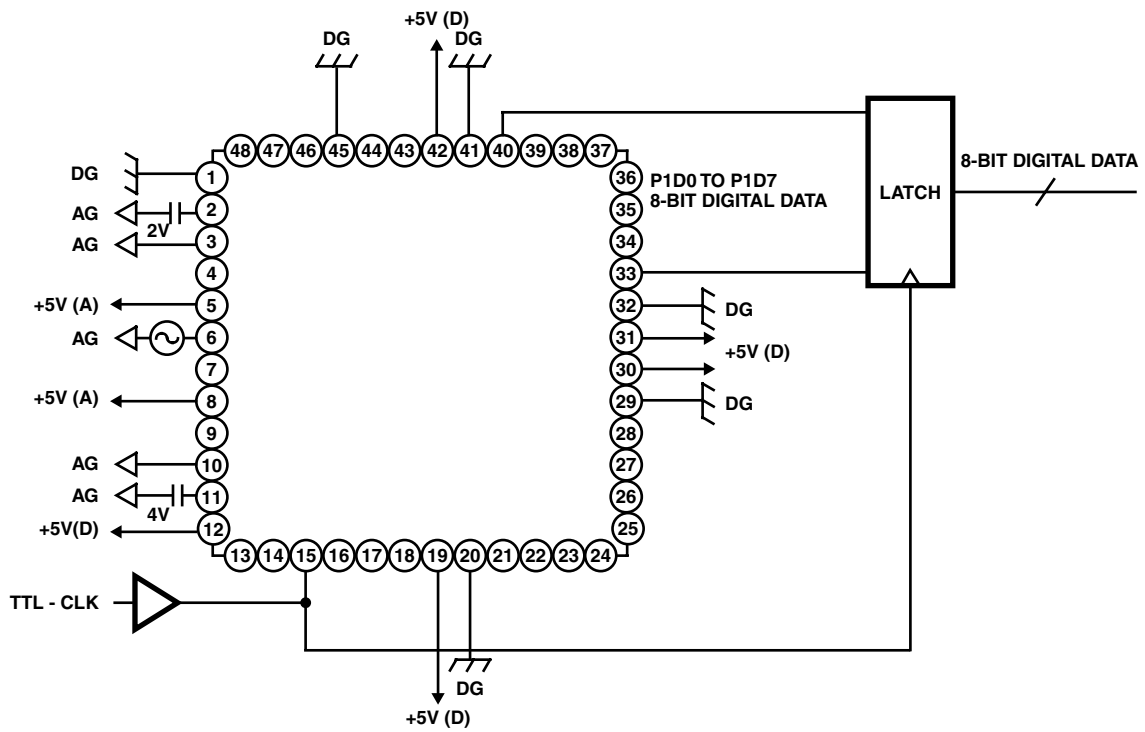 +5V (D)
DG
DG
48 47 46 45 44 43 42 41 40 39 38 37
DG
1
36
P1D0 TO P1D7
8-BIT DIGITAL DATA
LATCH
8-BIT DIGITAL DATA
AG
2V
2
35
AG
3
34
4
33
+5V (A)
5
32
DG
AG
6
31
+5V (D)
7
30
+5V (A)
8
29
DG
9
28
AG
10
27
AG
4V
11
26
+5V(D)
12
25
13 14 15 16 17 18 19 20 21 22 23 24
TTL - CLK
DG
+5V (D)